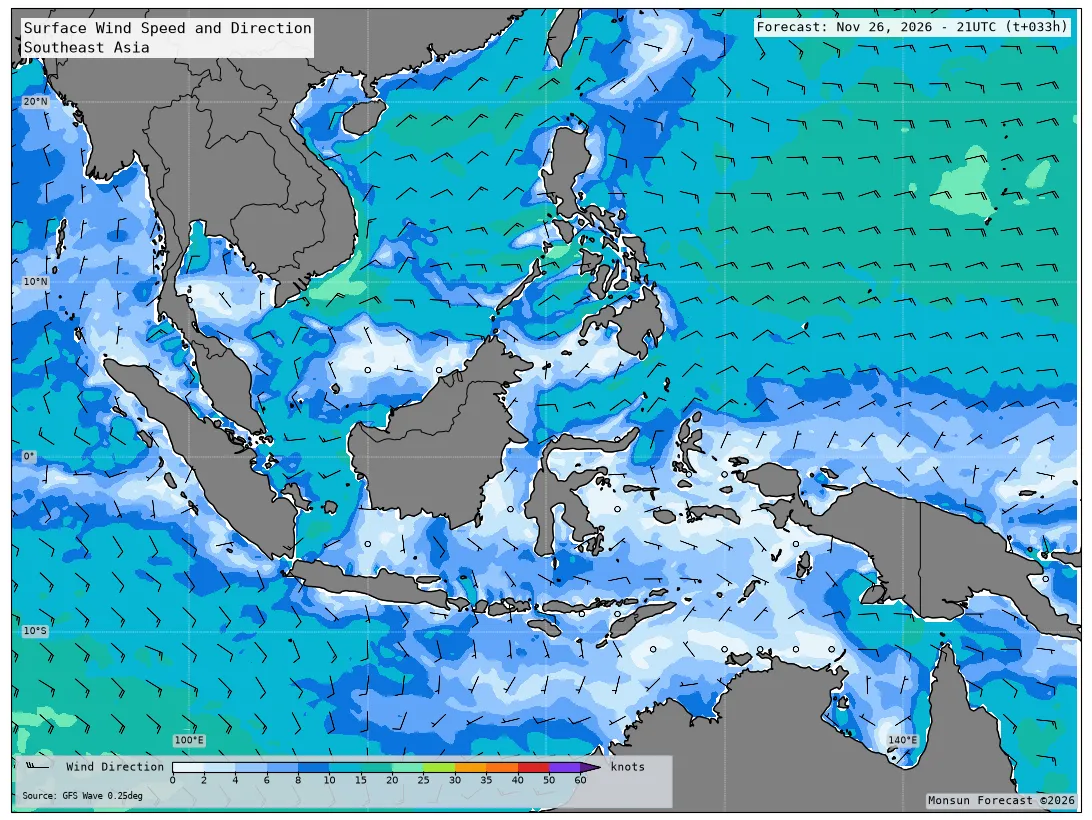 Surface Wind Speed and Direction
Southeast Asia
Forecast: Nov 26, 2026 - 21UTC (t+033h)
20°N
10°N
0°
10°S
100°E
140°E
Wind Direction
knots
0 2 4 6 8 10 15 20 25 30 35 40 50 60
Source: GFS Wave 0.25deg
Monsun Forecast ©2026